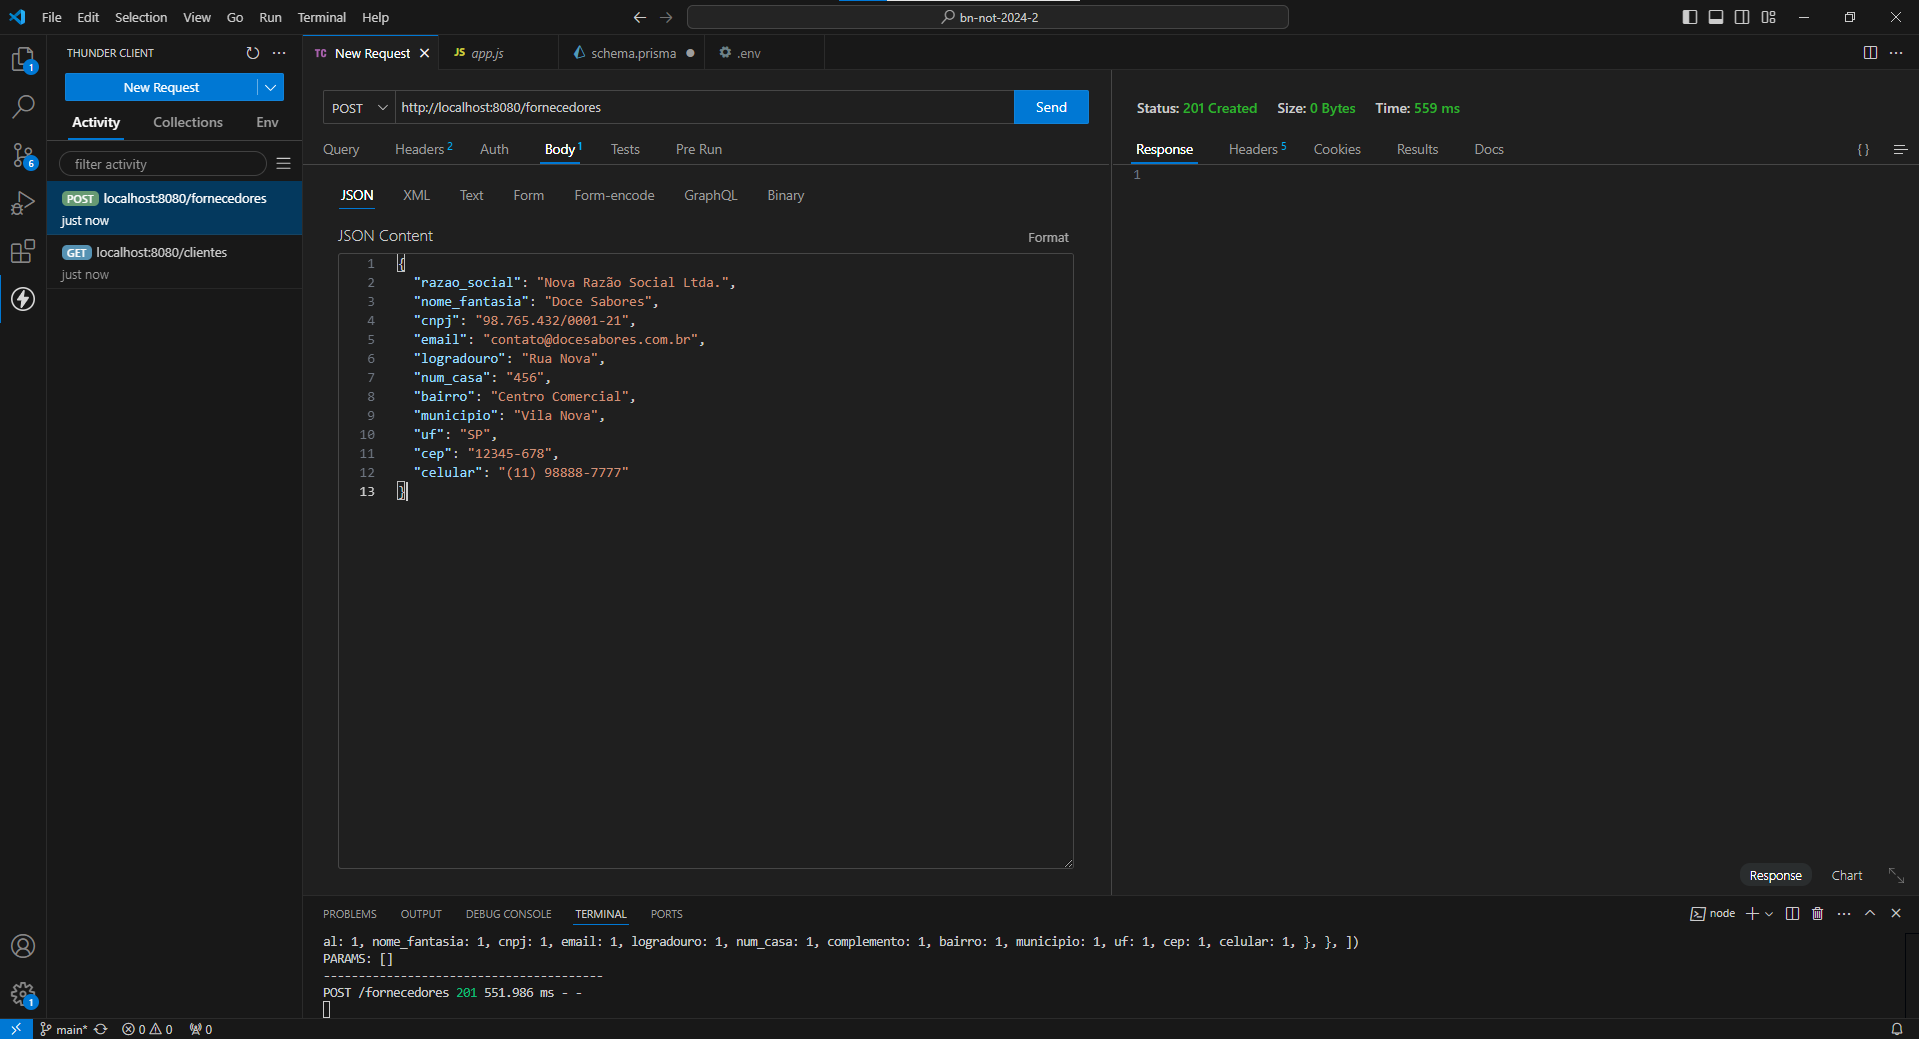 File Edit Selection View Go Run Terminal Help
bn-not-2024-2
1
6
1
THUNDER CLIENT
New Request
Activity Collections Env
filter activity
POST localhost:8080/fornecedores
just now
GET localhost:8080/clientes
just now
TC New Request
JS app.js
schema.prisma
.env
POST http://localhost:8080/fornecedores Send
Query Headers 2 Auth Body 1 Tests Pre Run
JSON XML Text Form Form-encode GraphQL Binary
JSON Content
Format
1 {
2 "razao_social": "Nova Razão Social Ltda.",
3 "nome_fantasia": "Doce Sabores",
4 "cnpj": "98.765.432/0001-21",
5 "email": "contato@docesabores.com.br",
6 "logradouro": "Rua Nova",
7 "num_casa": "456",
8 "bairro": "Centro Comercial",
9 "municipio": "Vila Nova",
10 "uf": "SP",
11 "cep": "12345-678",
12 "celular": "(11) 98888-7777"
13 }
Status: 201 Created Size: 0 Bytes Time: 559 ms
Response Headers 5 Cookies Results Docs
{ }
1
Response Chart
PROBLEMS OUTPUT DEBUG CONSOLE TERMINAL PORTS
node
al: 1, nome_fantasia: 1, cnpj: 1, email: 1, logradouro: 1, num_casa: 1, complemento: 1, bairro: 1, municipio: 1, uf: 1, cep: 1, celular: 1, }, }, ])
PARAMS: []
----------------------------------------
POST /fornecedores 201 551.986 ms - -
main* 0 0 0